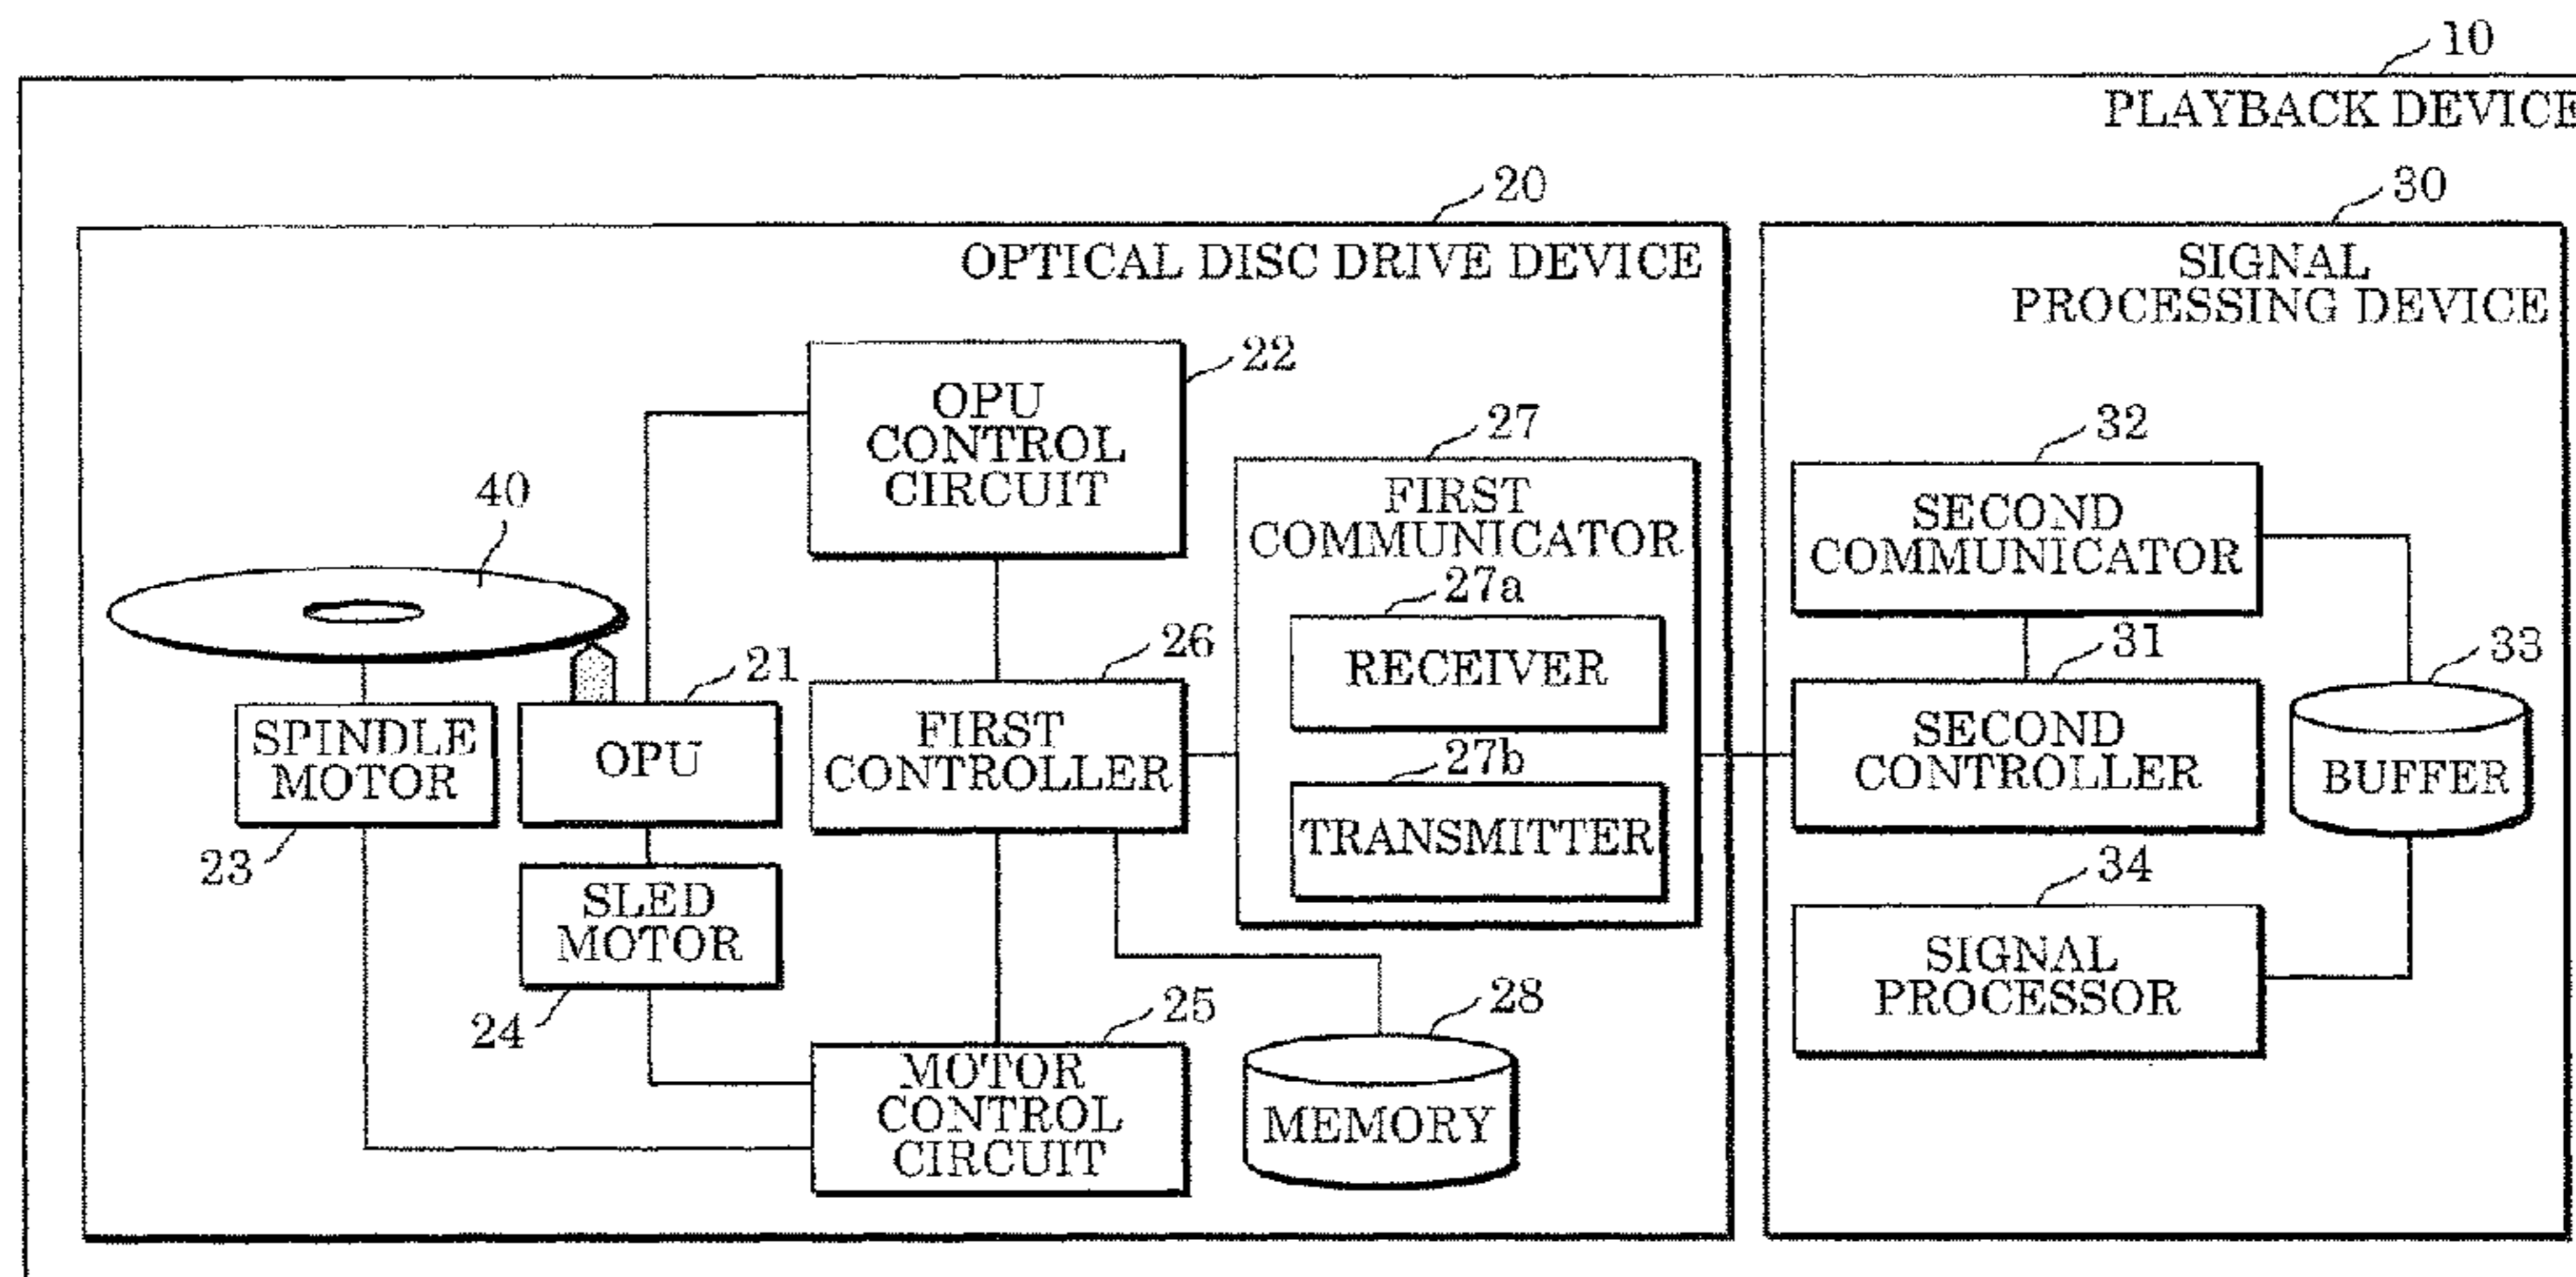 10
PLAYBACK DEVICE
20
30
OPTICAL DISC DRIVE DEVICE
SIGNAL
PROCESSING DEVICE
22
OPU
CONTROL
CIRCUIT
27
FIRST
COMMUNICATOR
32
SECOND
COMMUNICATOR
40
27a
RECEIVER
21
26
31
33
SPINDLE
MOTOR
OPU
FIRST
CONTROLLER
27b
TRANSMITTER
SECOND
CONTROLLER
BUFFER
23
SLED
MOTOR
34
SIGNAL
PROCESSOR
24
25
28
MOTOR
CONTROL
CIRCUIT
MEMORY